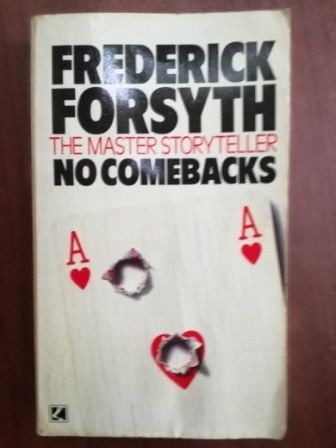 FREDERICK
FORSYTH
THE MASTER STORYTELLER
NO COMEBACKS
A
A